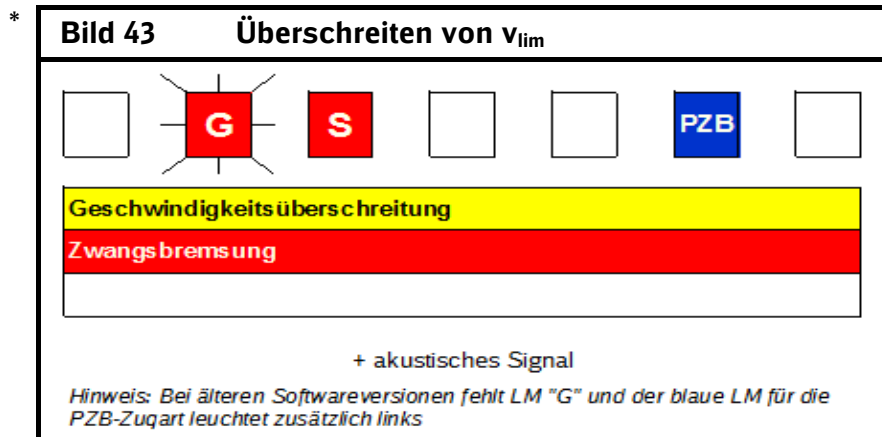 *
Bild 43 Überschreiten von vlim
G S PZB
Geschwindigkeitsüberschreitung
Zwangsbremsung
+ akustisches Signal
Hinweis: Bei älteren Softwareversionen fehlt LM "G" und der blaue LM für die
PZB-Zugart leuchtet zusätzlich links